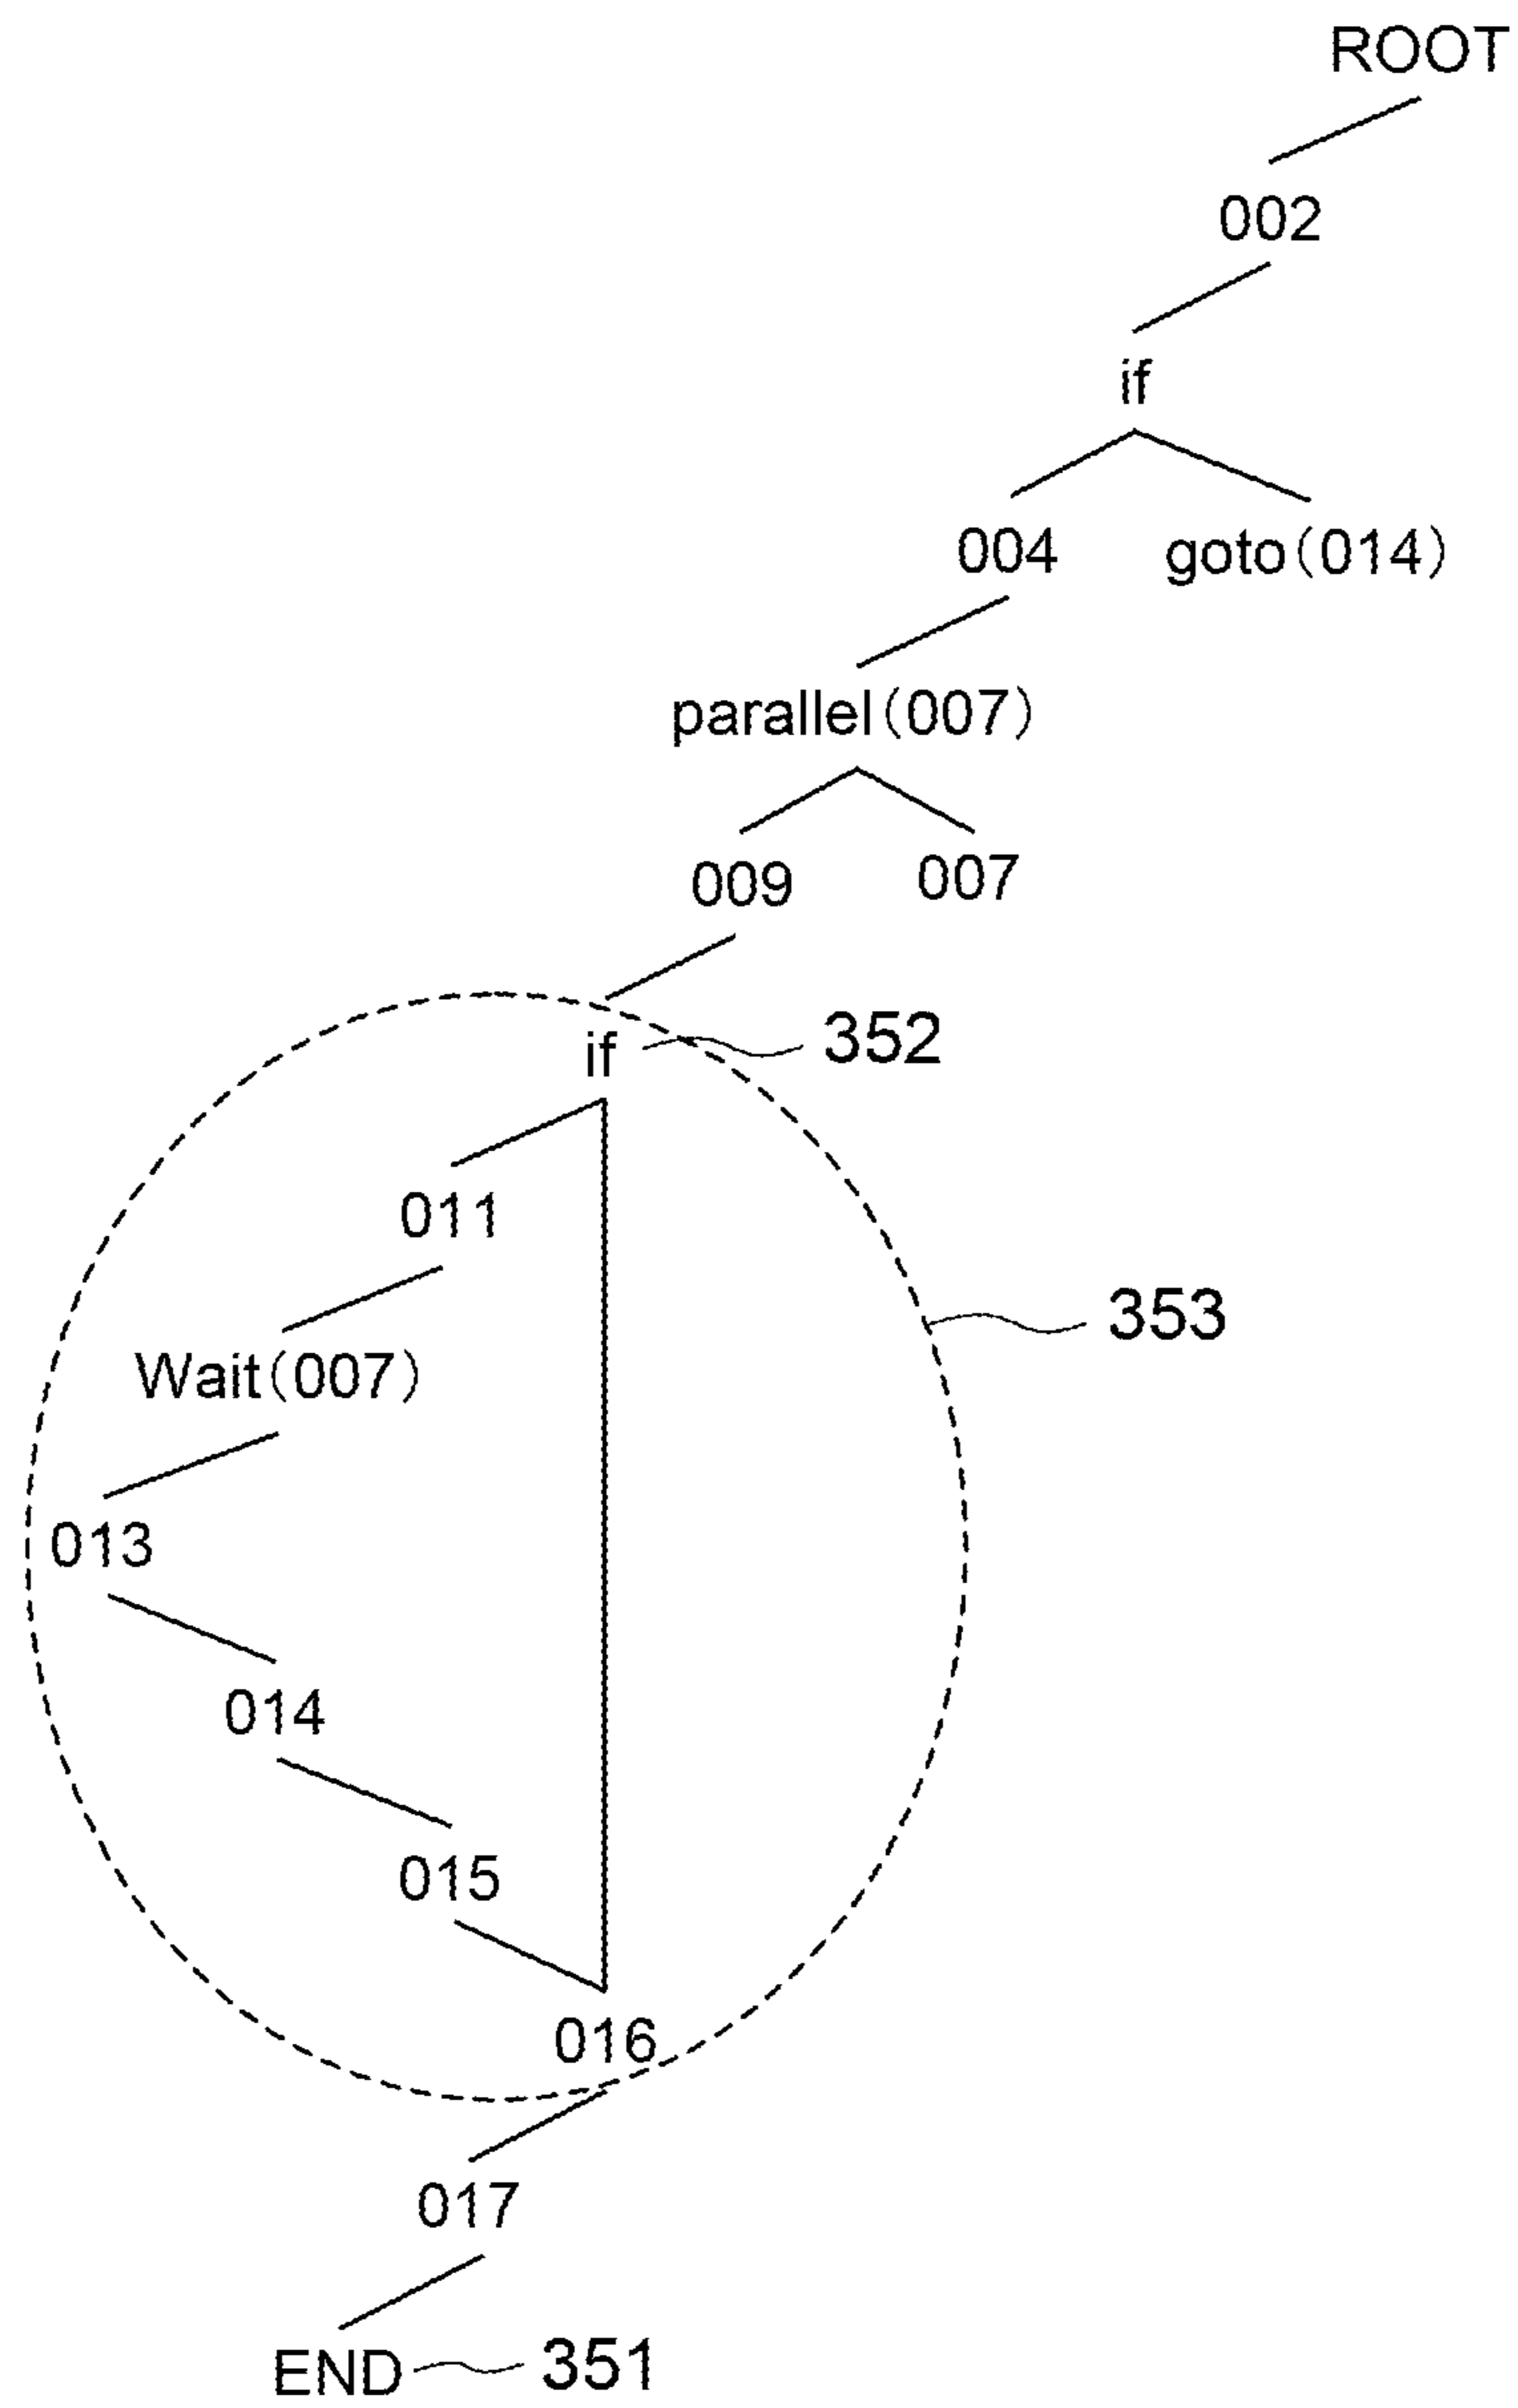 ROOT
002
if
004 goto(014)
parallel(007)
009 007
if 352
011
353
Wait(007)
013
014
015
016
017
END 351